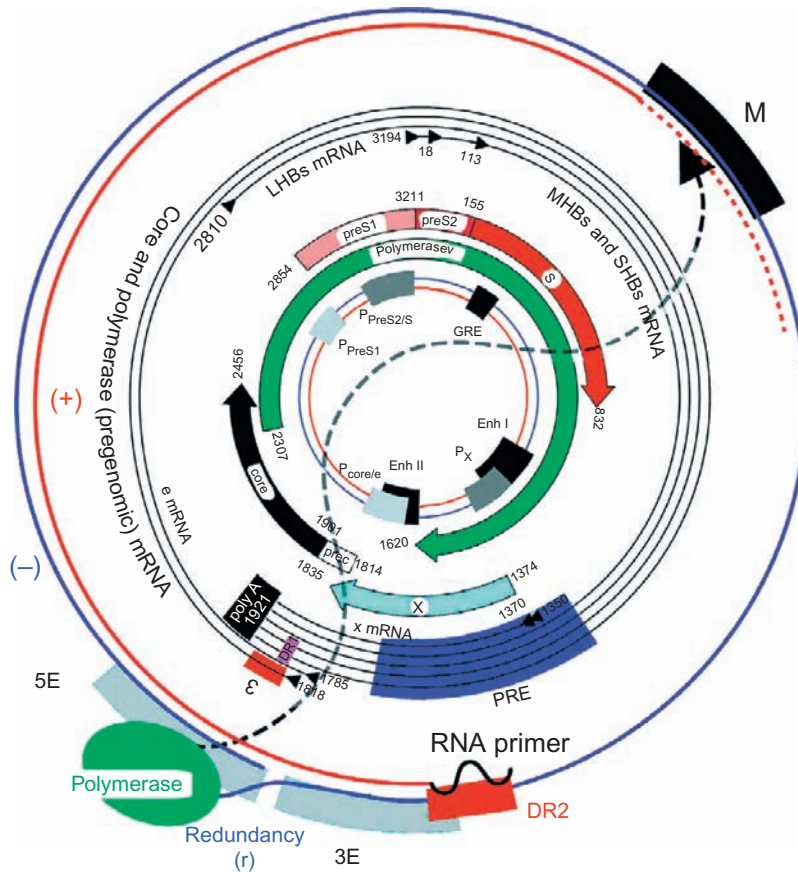 M
3194
18
113
LHBs mRNA
2810
MHBs and SHBs mRNA
Core and polymerase (pregenomic) mRNA
3211
155
preS1
preS2
S
2854
Polymerasev
PPreS2/S
PPreS1
GRE
2456
832
(+)
2307
core
Enh I
PX
Enh II
Pcore/e
e mRNA
1901
prec
1814
1835
1620
1374
X
1370
1350
x mRNA
poly A
1921
DR1
ε
1818
1785
PRE
(–)
5E
RNA primer
Polymerase
DR2
Redundancy
(r)
3E